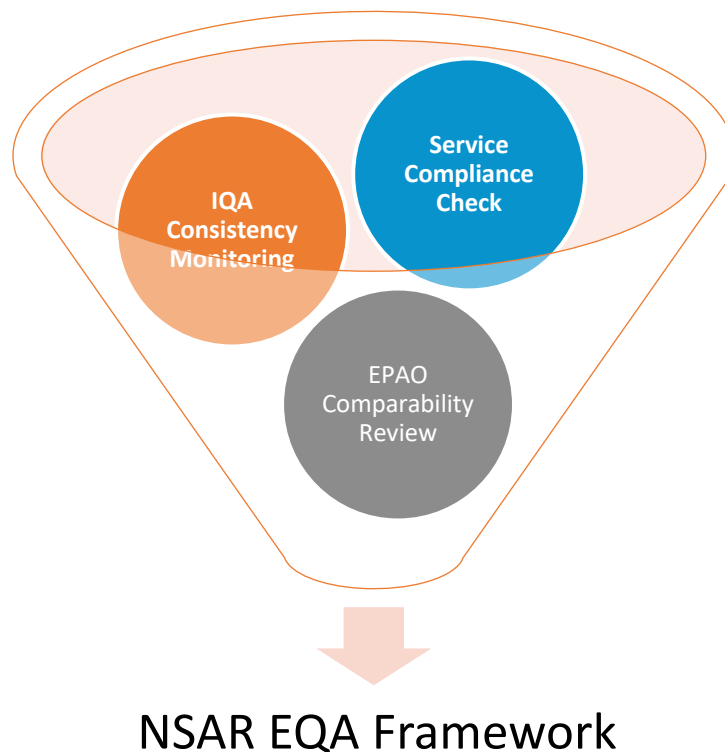 Service
Compliance
Check
IQA
Consistency
Monitoring
EPAO
Comparability
Review
NSAR EQA Framework